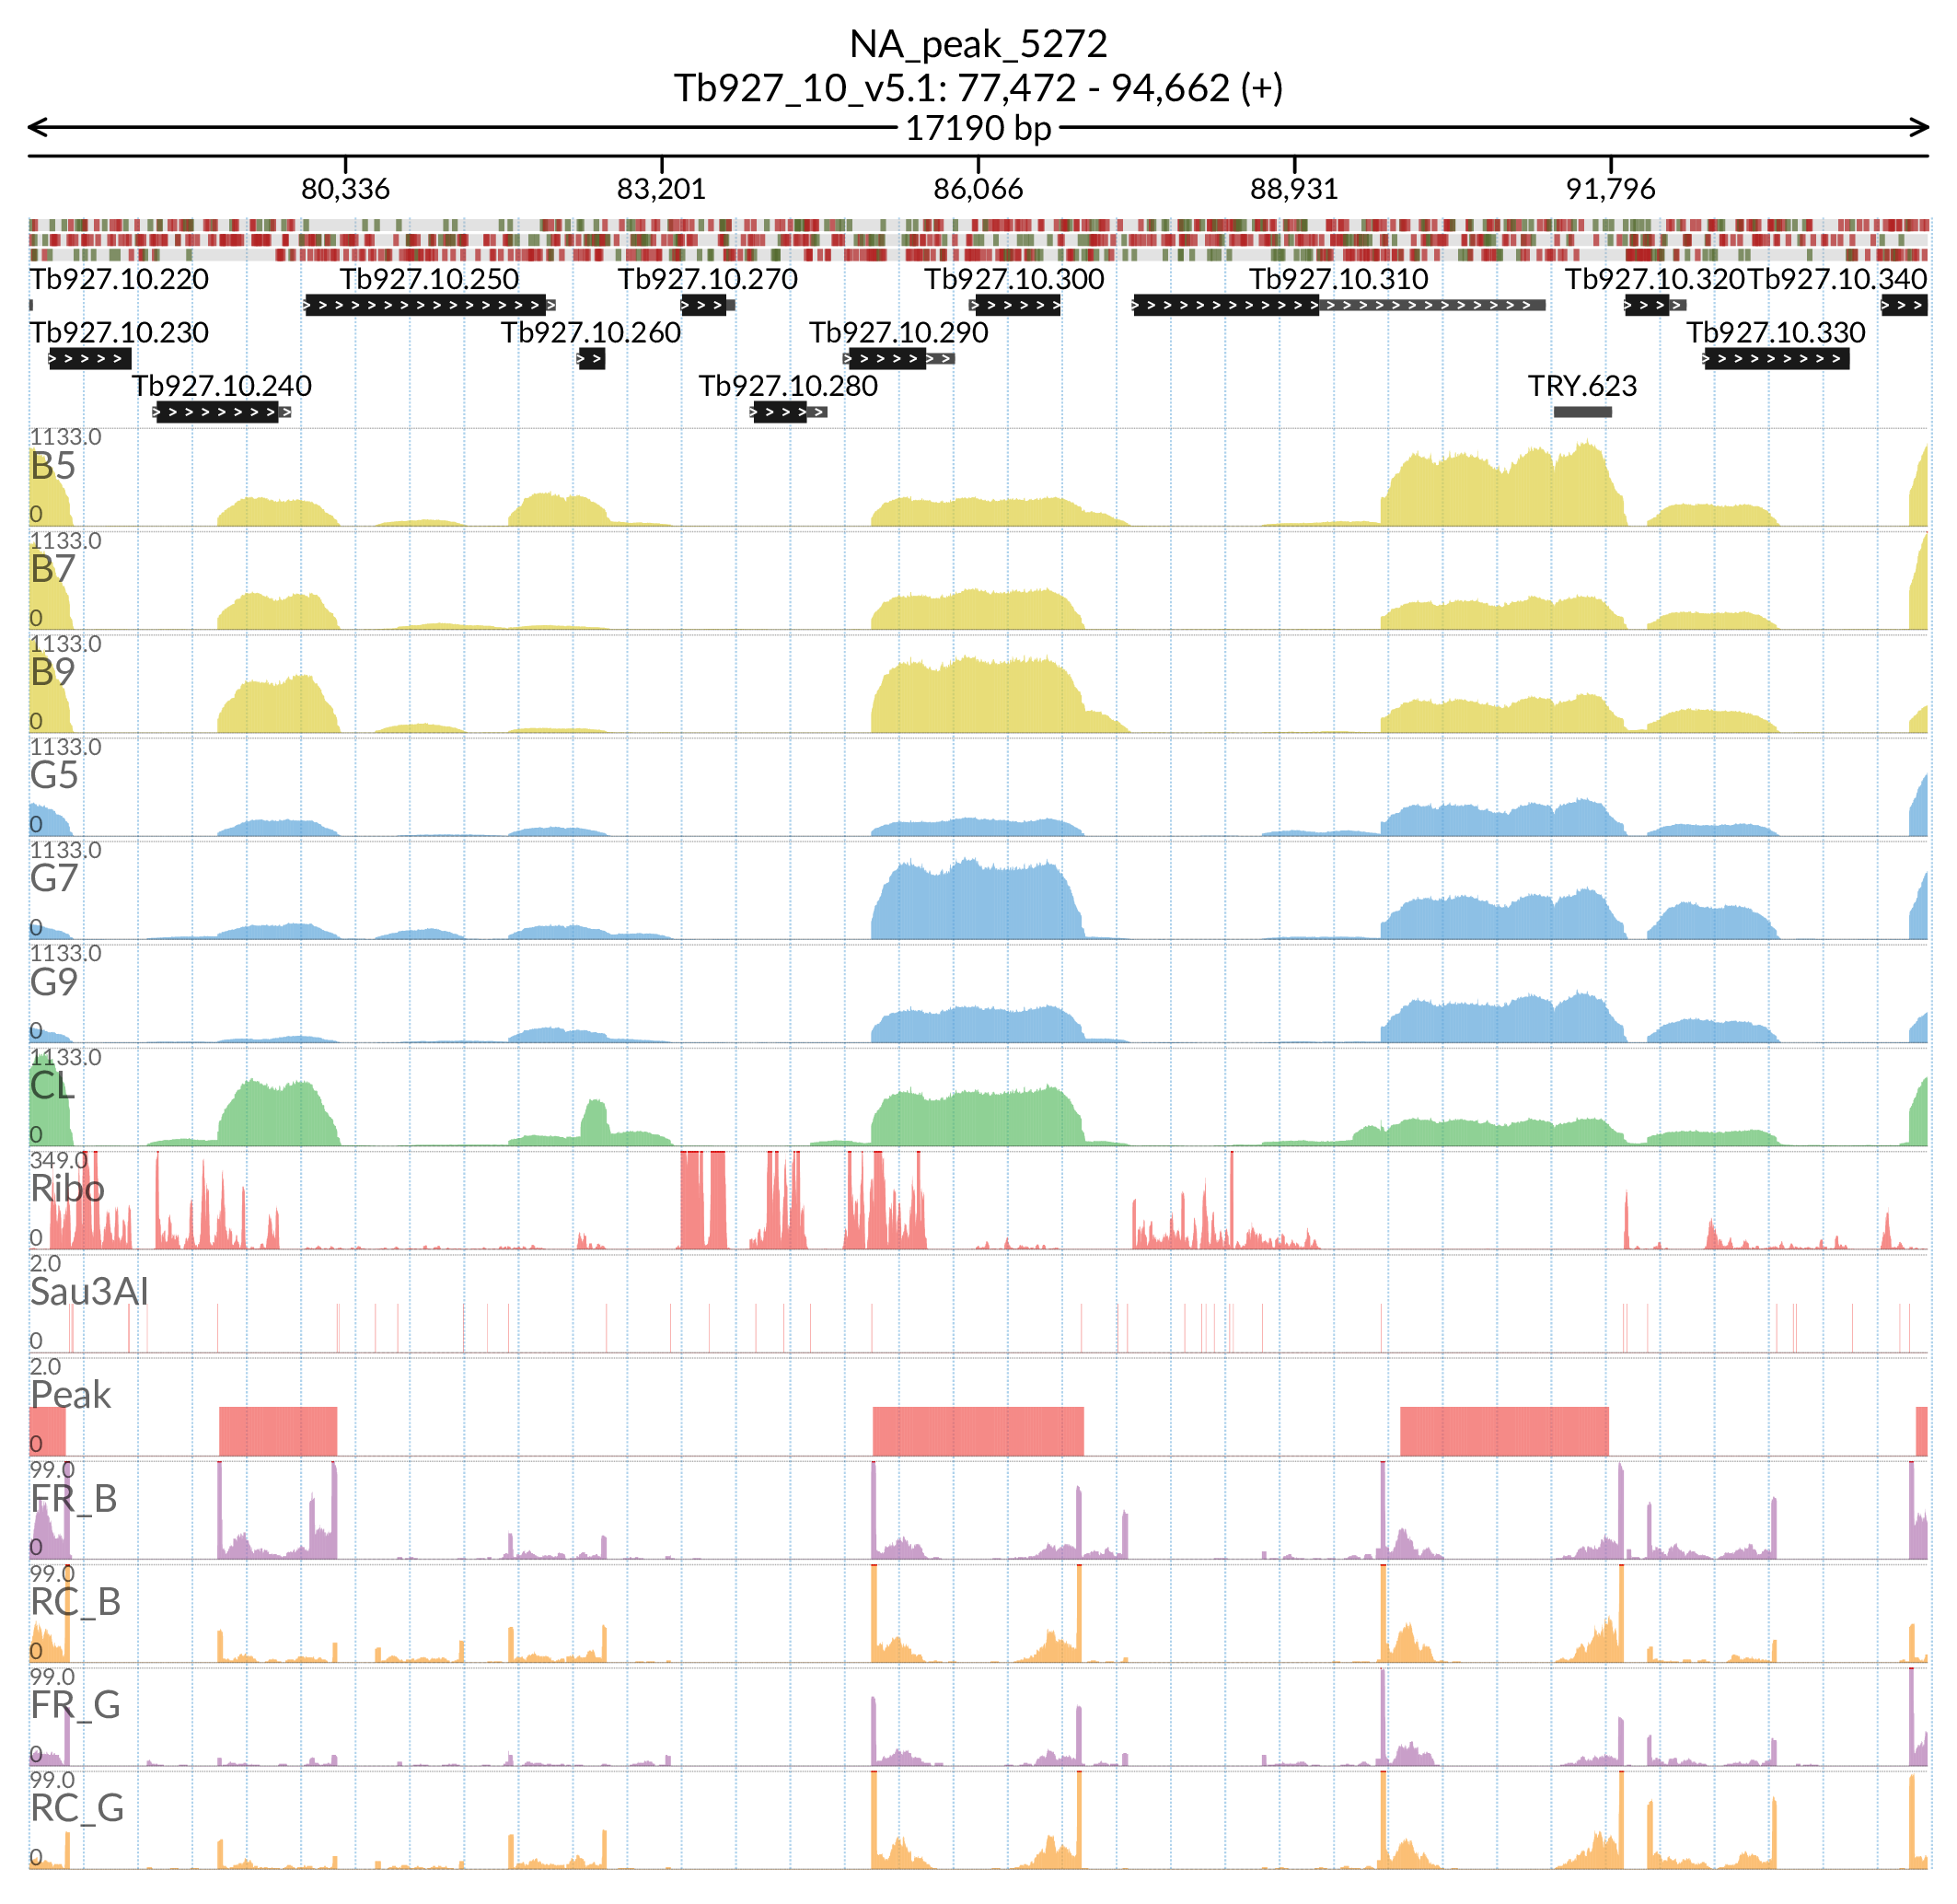 NA_peak_5272
Tb927_10_v5.1: 77,472 - 94,662 (+)
17190 bp
80,336 83,201 86,066 88,931 91,796
Tb927.10.220 Tb927.10.250 Tb927.10.270 Tb927.10.300 Tb927.10.310 Tb927.10.320 Tb927.10.340
Tb927.10.230 Tb927.10.260 Tb927.10.290 Tb927.10.330
Tb927.10.240 Tb927.10.280 TRY.623
1133.0
B5
0
1133.0
B7
0
1133.0
B9
0
1133.0
G5
0
1133.0
G7
0
1133.0
G9
0
1133.0
CL
0
349.0
Ribo
0
2.0
Sau3AI
0
2.0
Peak
0
99.0
FR_B
0
99.0
RC_B
0
99.0
FR_G
0
99.0
RC_G
0